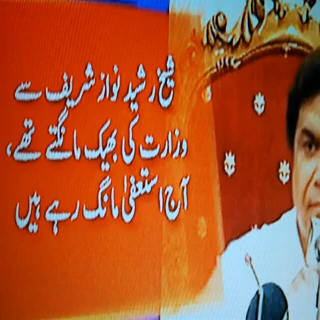 شیخ رشید نواز شریف سے
وزارت کی بھیک مانگتے تھے،
آج استعفیٰ مانگ رہے ہیں